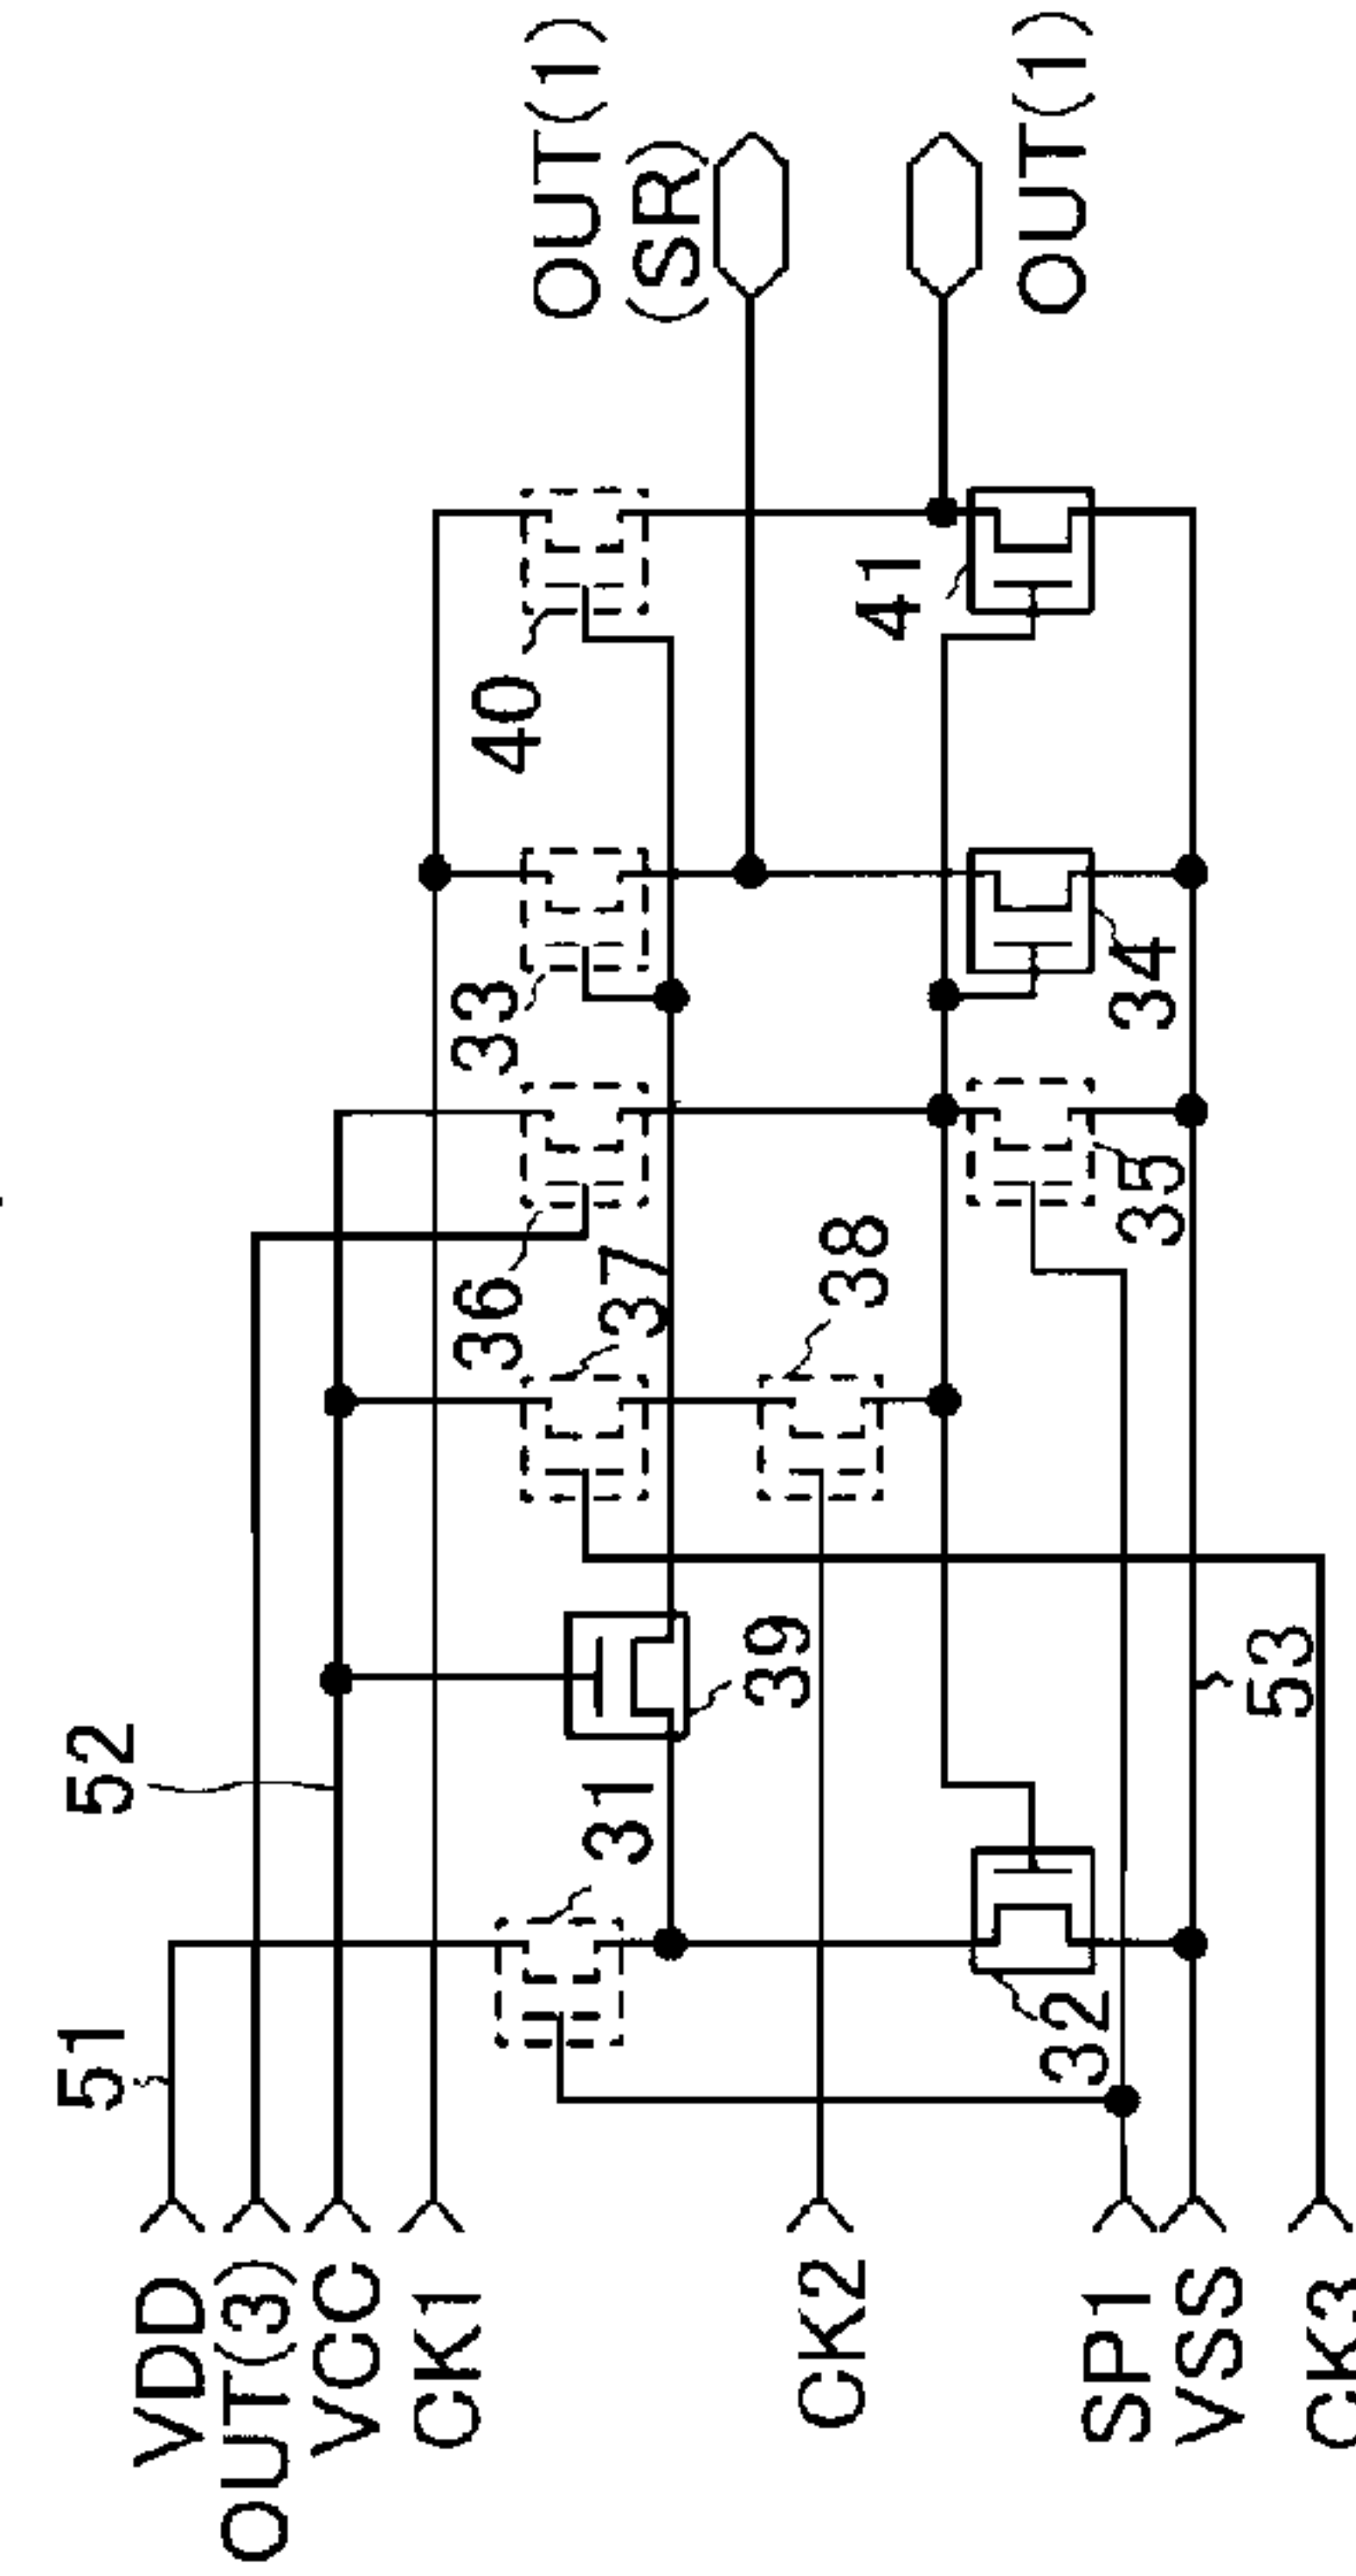 VDD
OUT(3)
VCC
CK1
CK2
SP1
VSS
CK3
51
52
53
31
32
39
37
38
36
35
33
34
40
41
OUT(1)
(SR)
OUT(1)